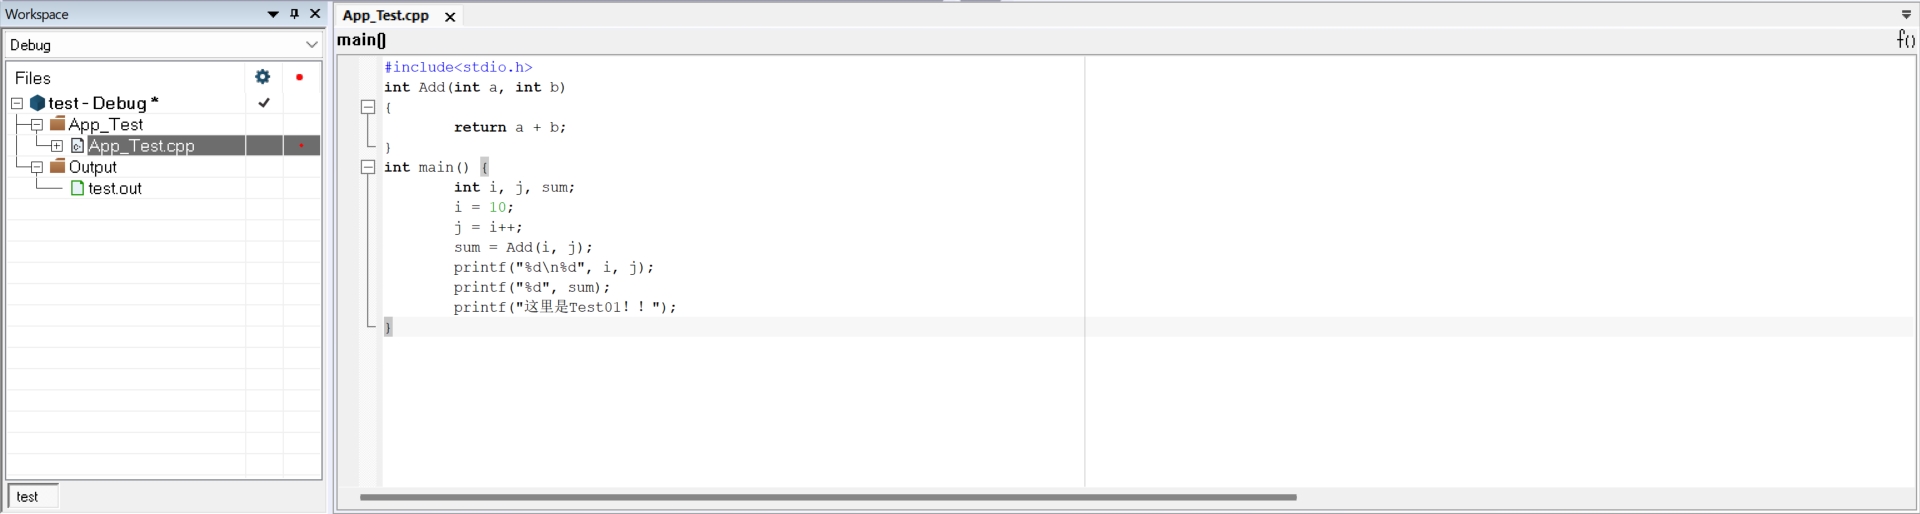 Workspace
Debug
Files
test - Debug *
App_Test
App_Test.cpp
Output
test.out
test
App_Test.cpp
main()
f()
#include<stdio.h>
int Add(int a, int b)
{
return a + b;
}
int main() {
int i, j, sum;
i = 10;
j = i++;
sum = Add(i, j);
printf("%d\n%d", i, j);
printf("%d", sum);
printf("这里是Test01！！");
}